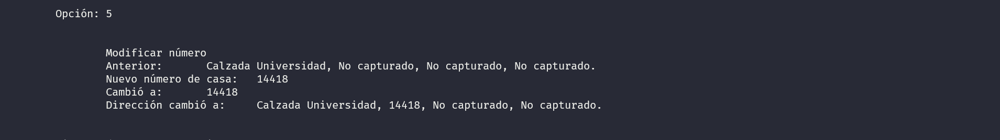 Opción: 5
Modificar número
Anterior: Calzada Universidad, No capturado, No capturado, No capturado.
Nuevo número de casa: 14418
Cambió a: 14418
Dirección cambió a: Calzada Universidad, 14418, No capturado, No capturado.